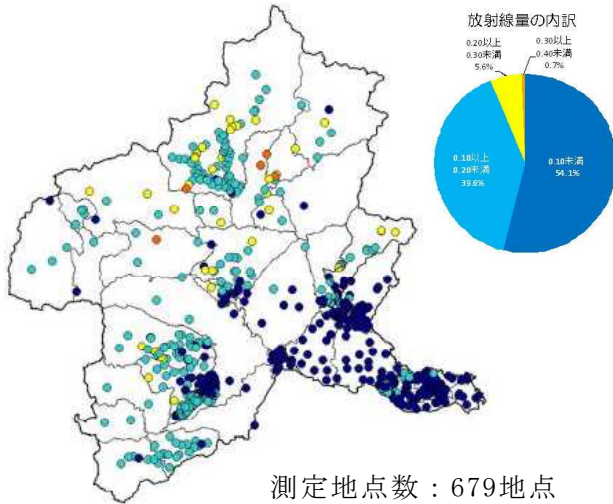 放射線量の内訳
0.20以上
0.30未満
5.6%
0.30以上
0.40未満
0.7%
0.10以上
0.20未満
39.6%
0.10未満
54.1%
測定地点数：679地点